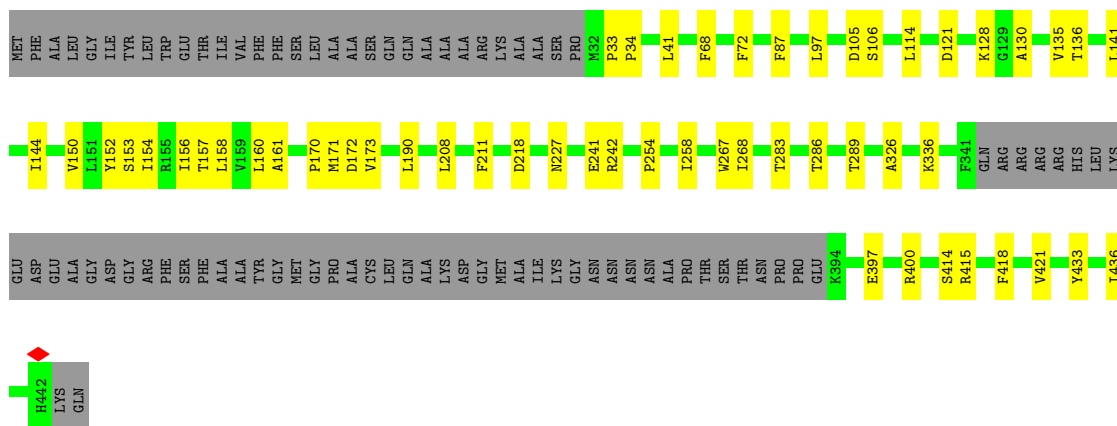 MET PHE ALA LEU GLY ILE TYR LEU TRP GLU THR ILE VAL PHE PHE SER LEU ALA ALA SER GLN GLN ALA ALA ALA ARG LYS ALA ALA SER PRO M32 P33 P34 L41 F68 F72 F87 L97 D105 S106 L114 D121 K128 G129 A130 V135 T136 L141
I144 V150 L151 Y152 S153 I154 R155 I156 T157 L158 V159 L160 A161 P170 M171 D172 V173 L190 L208 F211 D218 N227 E241 R242 P254 I258 W267 I268 T283 T286 T289 A326 K336 F341 GLN ARG ARG ARG ARG HIS LEU LYS
GLU ASP GLU ALA GLY ASP GLY ARG PHE SER PHE ALA ALA TYR GLY MET GLY PRO ALA CYS LEU GLN ALA LYS ASP GLY MET ALA ILE LYS GLY ASN ASN ASN ASN ALA PRO THR SER THR ASN PRO PRO GLU K394 E397 R400 S414 R415 F418 V421 Y433 I436
H442 LYS GLN